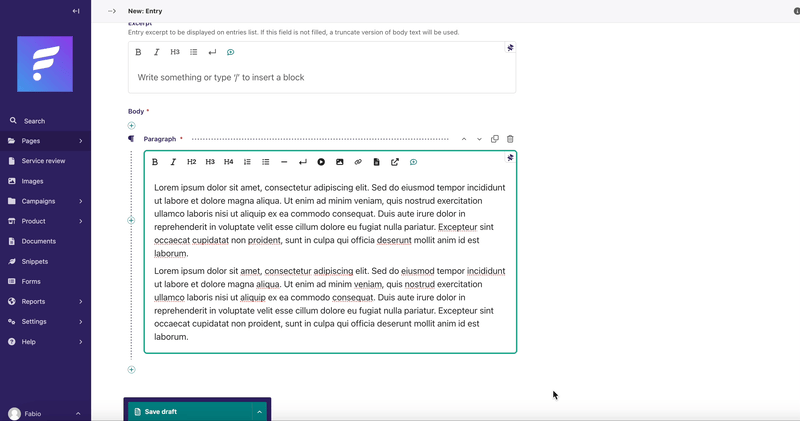 New: Entry
Excerpt
Entry excerpt to be displayed on entries list. If this field is not filled, a truncate version of body text will be used.
B I H3
Write something or type '/' to insert a block
Body *
Paragraph *
B I H2 H3 H4
Lorem ipsum dolor sit amet, consectetur adipiscing elit. Sed do eiusmod tempor incididunt
ut labore et dolore magna aliqua. Ut enim ad minim veniam, quis nostrud exercitation
ullamco laboris nisi ut aliquip ex ea commodo consequat. Duis aute irure dolor in
reprehenderit in voluptate velit esse cillum dolore eu fugiat nulla pariatur. Excepteur sint
occaecat cupidatat non proident, sunt in culpa qui officia deserunt mollit anim id est
laborum.
Lorem ipsum dolor sit amet, consectetur adipiscing elit. Sed do eiusmod tempor incididunt
ut labore et dolore magna aliqua. Ut enim ad minim veniam, quis nostrud exercitation
ullamco laboris nisi ut aliquip ex ea commodo consequat. Duis aute irure dolor in
reprehenderit in voluptate velit esse cillum dolore eu fugiat nulla pariatur. Excepteur sint
occaecat cupidatat non proident, sunt in culpa qui officia deserunt mollit anim id est
laborum.
Save draft
Search
Pages
Service review
Images
Campaigns
Product
Documents
Snippets
Forms
Reports
Settings
Help
Fabio